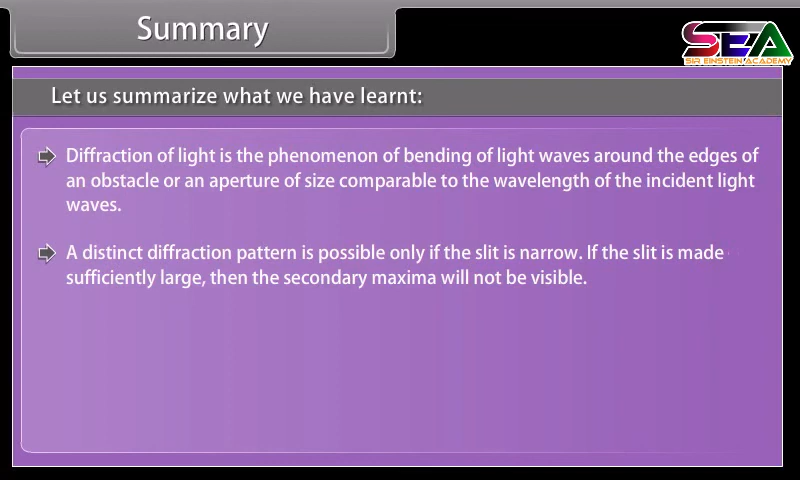 Summary
SEA
SIR EINSTEIN ACADEMY
Let us summarize what we have learnt:
Diffraction of light is the phenomenon of bending of light waves around the edges of
an obstacle or an aperture of size comparable to the wavelength of the incident light
waves.
A distinct diffraction pattern is possible only if the slit is narrow. If the slit is made
sufficiently large, then the secondary maxima will not be visible.